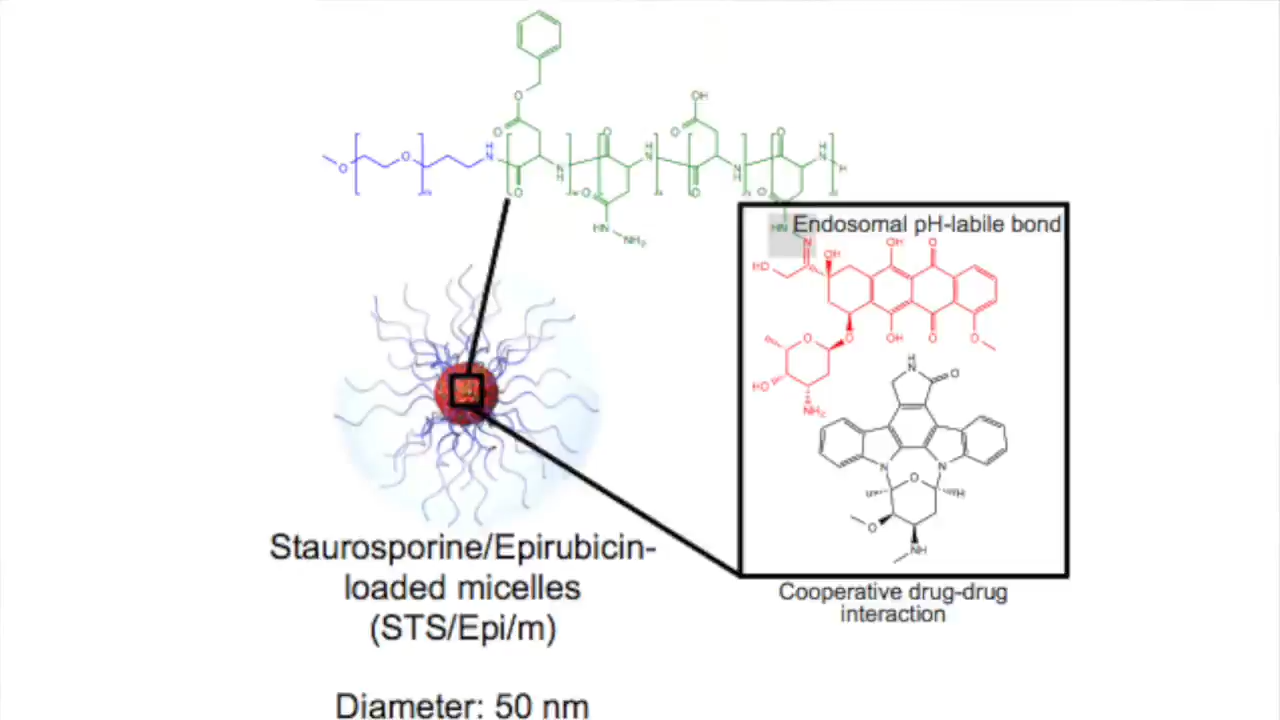 Endosomal pH-labile bond
Staurosporine/Epirubicin-
loaded micelles
(STS/Epi/m)
Diameter: 50 nm
Cooperative drug-drug
interaction